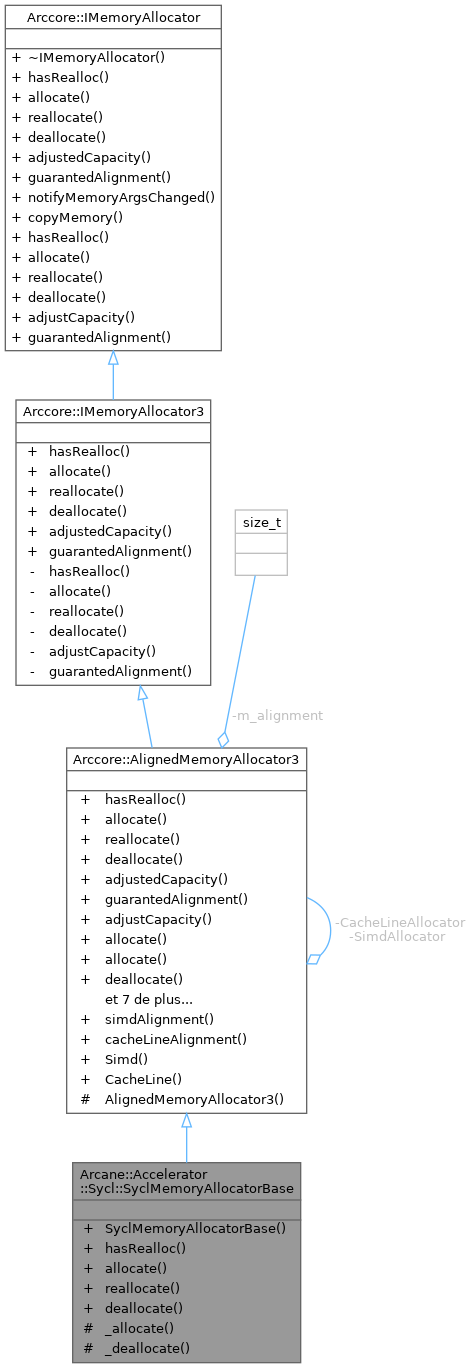 Arccore::IMemoryAllocator
+ ~IMemoryAllocator()
+ hasRealloc()
+ allocate()
+ reallocate()
+ deallocate()
+ adjustedCapacity()
+ guarantedAlignment()
+ notifyMemoryArgsChanged()
+ copyMemory()
+ hasRealloc()
+ allocate()
+ reallocate()
+ deallocate()
+ adjustCapacity()
+ guarantedAlignment()
Arccore::IMemoryAllocator3
+ hasRealloc()
+ allocate()
+ reallocate()
+ deallocate()
+ adjustedCapacity()
+ guarantedAlignment()
- hasRealloc()
- allocate()
- reallocate()
- deallocate()
- adjustCapacity()
- guarantedAlignment()
size_t
-m_alignment
Arccore::AlignedMemoryAllocator3
+ hasRealloc()
+ allocate()
+ reallocate()
+ deallocate()
+ adjustedCapacity()
+ guarantedAlignment()
+ adjustCapacity()
+ allocate()
+ allocate()
+ deallocate()
et 7 de plus...
+ simdAlignment()
+ cacheLineAlignment()
+ Simd()
+ CacheLine()
# AlignedMemoryAllocator3()
-CacheLineAllocator
-SimdAllocator
Arcane::Accelerator
::Sycl::SyclMemoryAllocatorBase
+ SyclMemoryAllocatorBase()
+ hasRealloc()
+ allocate()
+ reallocate()
+ deallocate()
# _allocate()
# _deallocate()